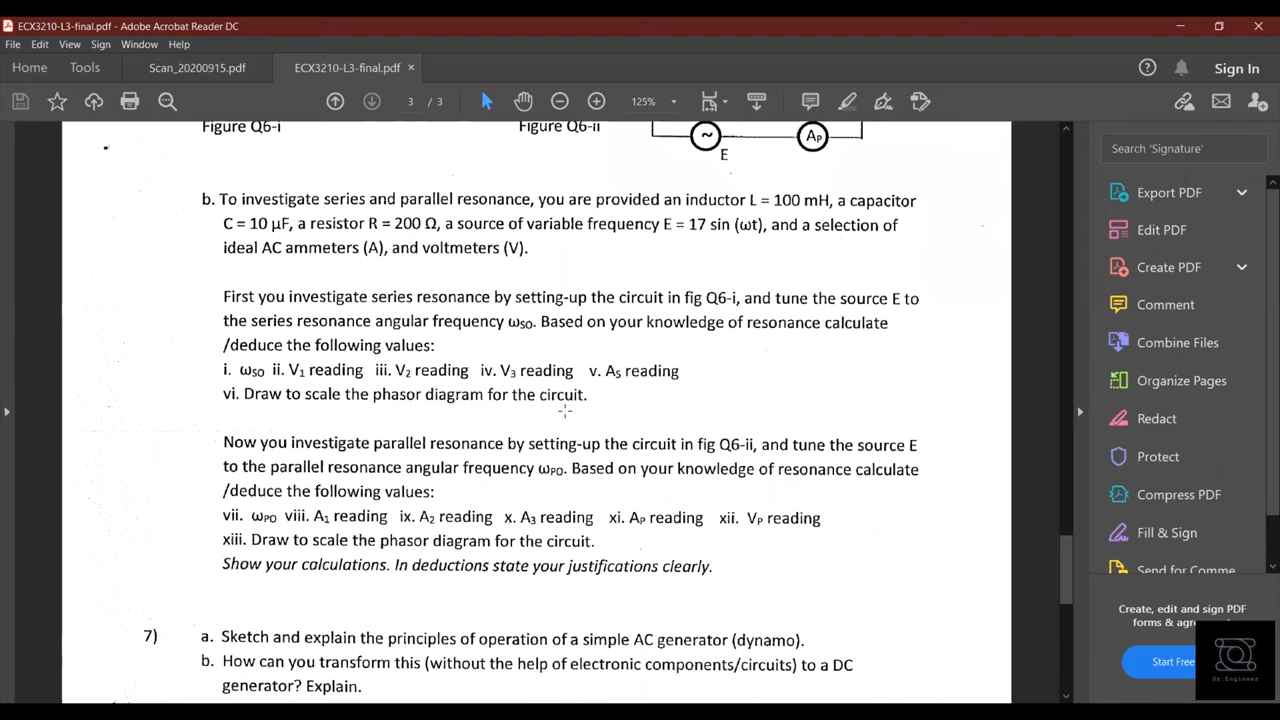 ECX3210-L3-final.pdf - Adobe Acrobat Reader DC
File Edit View Sign Window Help
Home Tools Scan_20200915.pdf ECX3210-L3-final.pdf × Sign In
3 / 3 125%
Figure Q6-i Figure Q6-ii
~ AP
E
b. To investigate series and parallel resonance, you are provided an inductor L = 100 mH, a capacitor
C = 10 µF, a resistor R = 200 Ω, a source of variable frequency E = 17 sin (ωt), and a selection of
ideal AC ammeters (A), and voltmeters (V).
First you investigate series resonance by setting-up the circuit in fig Q6-i, and tune the source E to
the series resonance angular frequency ωSO. Based on your knowledge of resonance calculate
/deduce the following values:
i. ωSO ii. V1 reading iii. V2 reading iv. V3 reading v. AS reading
vi. Draw to scale the phasor diagram for the circuit.
Now you investigate parallel resonance by setting-up the circuit in fig Q6-ii, and tune the source E
to the parallel resonance angular frequency ωPO. Based on your knowledge of resonance calculate
/deduce the following values:
vii. ωPO viii. A1 reading ix. A2 reading x. A3 reading xi. AP reading xii. VP reading
xiii. Draw to scale the phasor diagram for the circuit.
Show your calculations. In deductions state your justifications clearly.
7) a. Sketch and explain the principles of operation of a simple AC generator (dynamo).
b. How can you transform this (without the help of electronic components/circuits) to a DC
generator? Explain.
Search 'Signature'
Export PDF
Edit PDF
Create PDF
Comment
Combine Files
Organize Pages
Redact
Protect
Compress PDF
Fill & Sign
Send for Comme
Create, edit and sign PDF
forms & agree
Start Free
Dr.Engineer